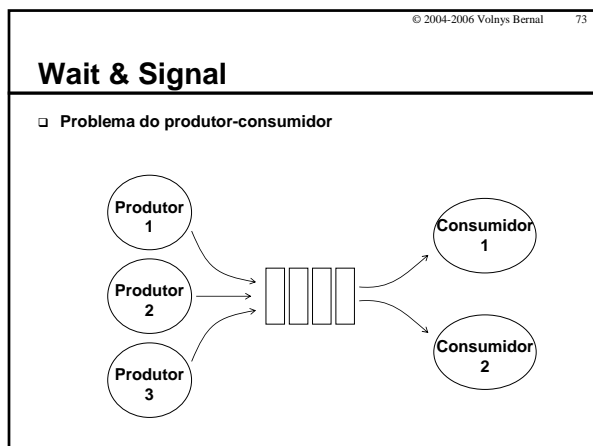 © 2004-2006 Volnys Bernal 73
Wait & Signal
❑ Problema do produtor-consumidor
Produtor
1
Produtor
2
Produtor
3
Consumidor
1
Consumidor
2